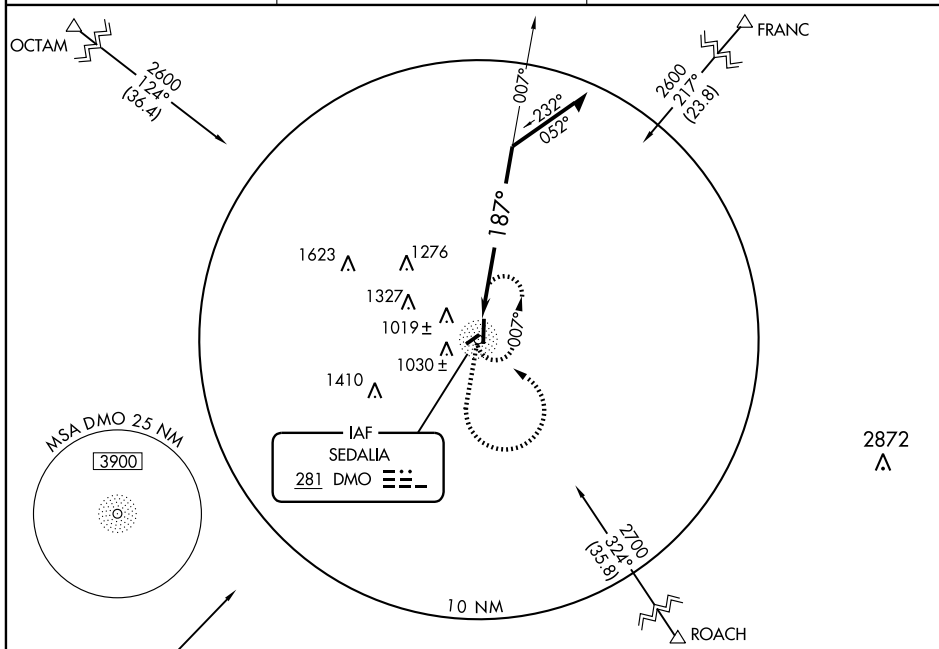 OCTAM
2600
124°
(36.4)
FRANC
2600
217°
(23.8)
007°
232°
052°
187°
1623
1276
1327
1019 ±
1030 ±
1410
007°
IAF
SEDALIA
281 DMO
MSA DMO 25 NM
3900
2872
2700
324°
(35.8)
ROACH
10 NM